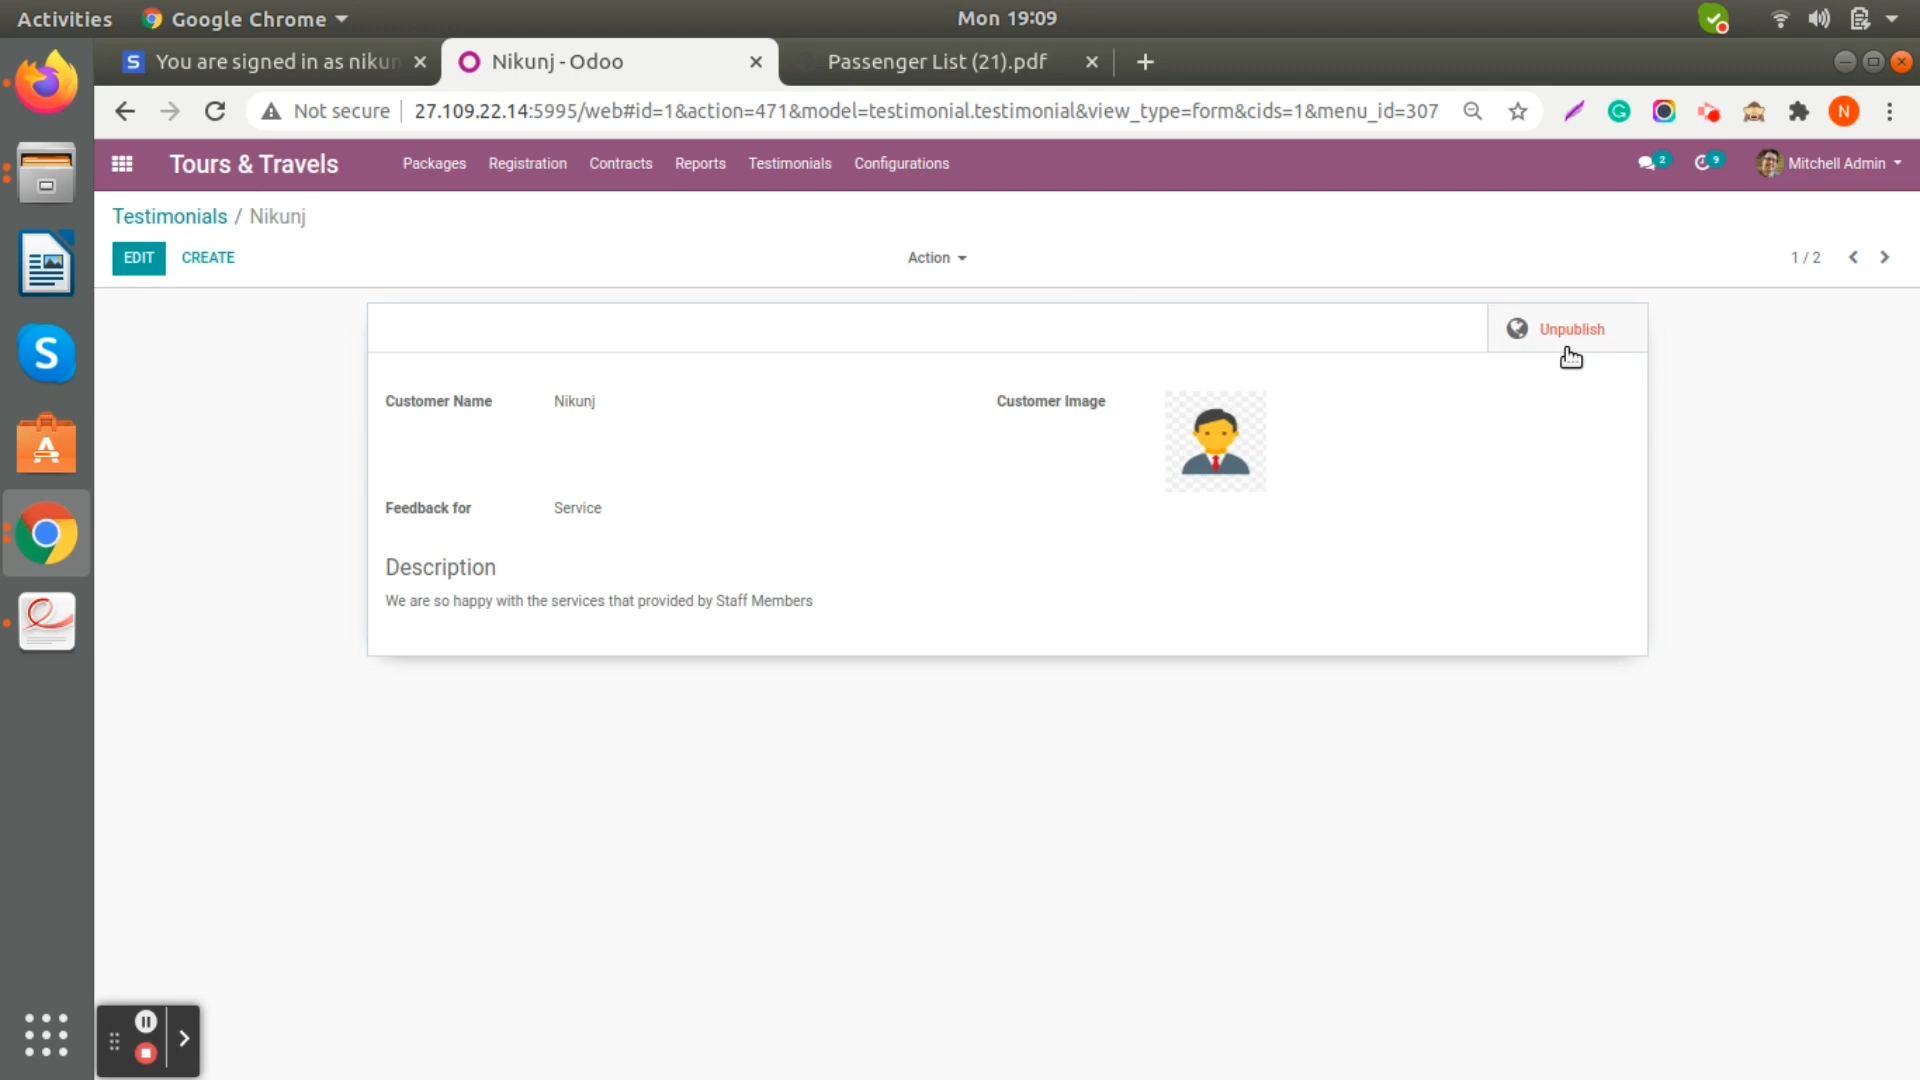 Activities Google Chrome Mon 19:09
S You are signed in as nikun Nikunj - Odoo Passenger List (21).pdf
Not secure 27.109.22.14:5995/web#id=1&action=471&model=testimonial.testimonial&view_type=form&cids=1&menu_id=307 N
Tours & Travels Packages Registration Contracts Reports Testimonials Configurations 2 9 Mitchell Admin
Testimonials / Nikunj
EDIT CREATE Action 1 / 2
Unpublish
Customer Name Nikunj Customer Image
Feedback for Service
Description
We are so happy with the services that provided by Staff Members